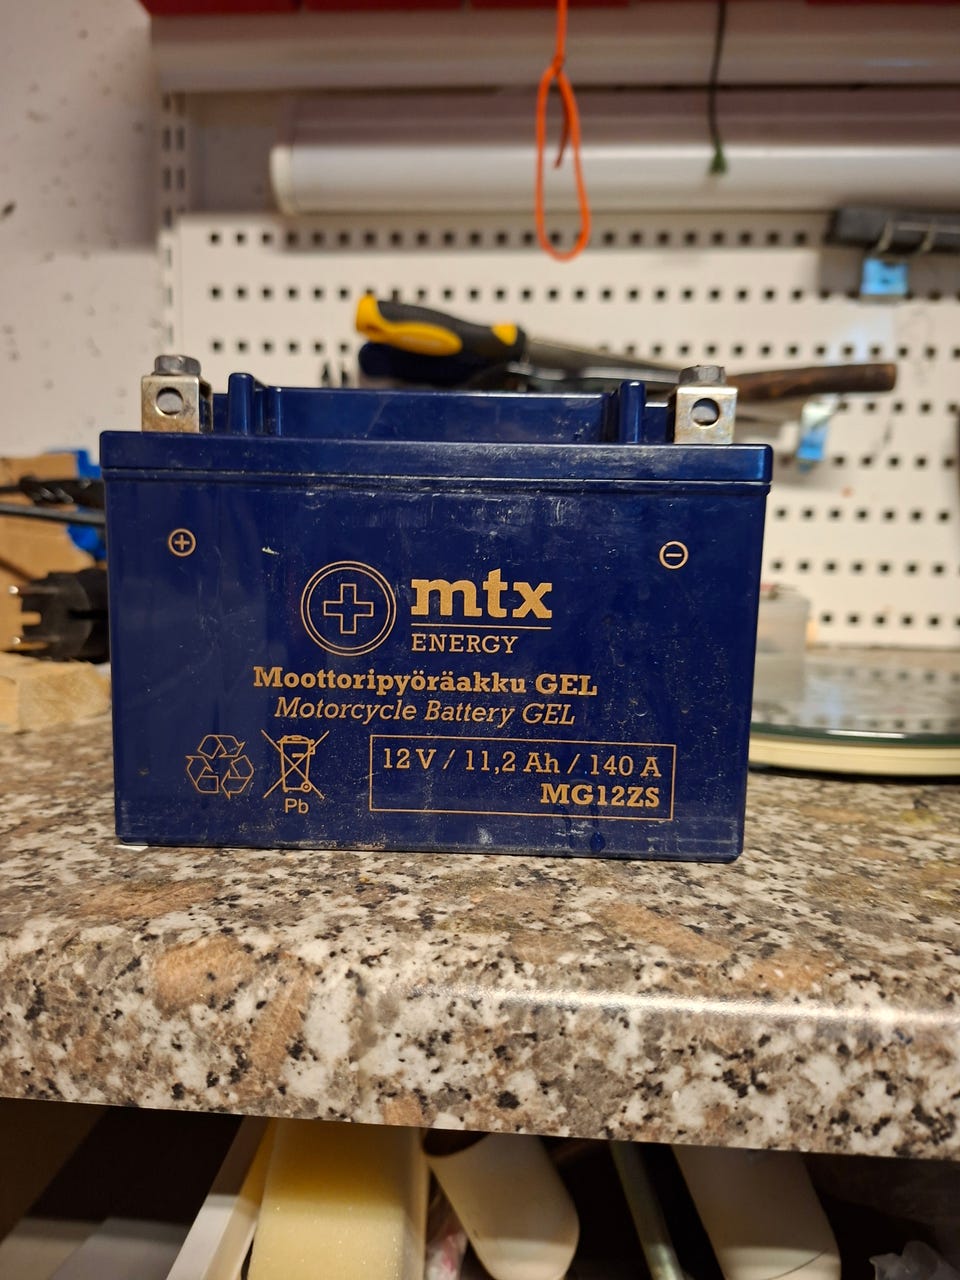 mtx
ENERGY
Moottoripyöräakku GEL
Motorcycle Battery GEL
Pb
12 V / 11,2 Ah / 140 A
MG12ZS